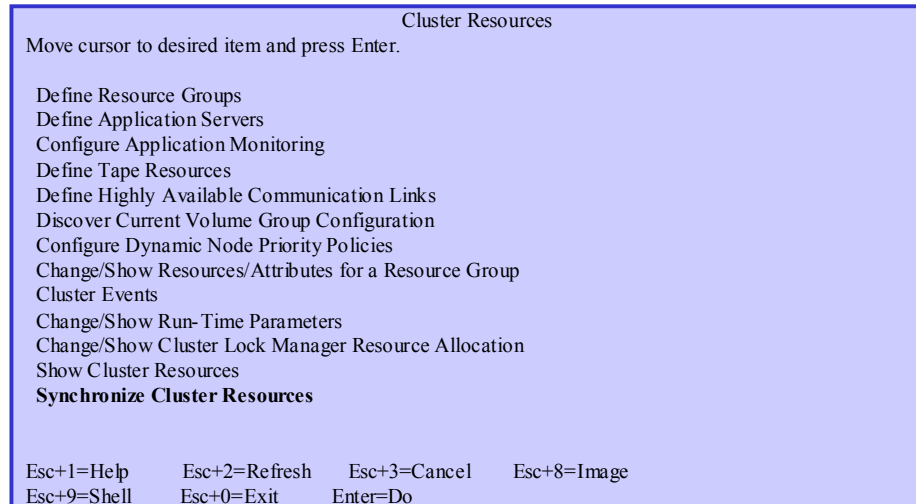 Cluster Resources
Move cursor to desired item and press Enter.
Define Resource Groups
Define Application Servers
Configure Application Monitoring
Define Tape Resources
Define Highly Available Communication Links
Discover Current Volume Group Configuration
Configure Dynamic Node Priority Policies
Change/Show Resources/Attributes for a Resource Group
Cluster Events
Change/Show Run-Time Parameters
Change/Show Cluster Lock Manager Resource Allocation
Show Cluster Resources
Synchronize Cluster Resources
Esc+1=Help Esc+2=Refresh Esc+3=Cancel Esc+8=Image
Esc+9=Shell Esc+0=Exit Enter=Do